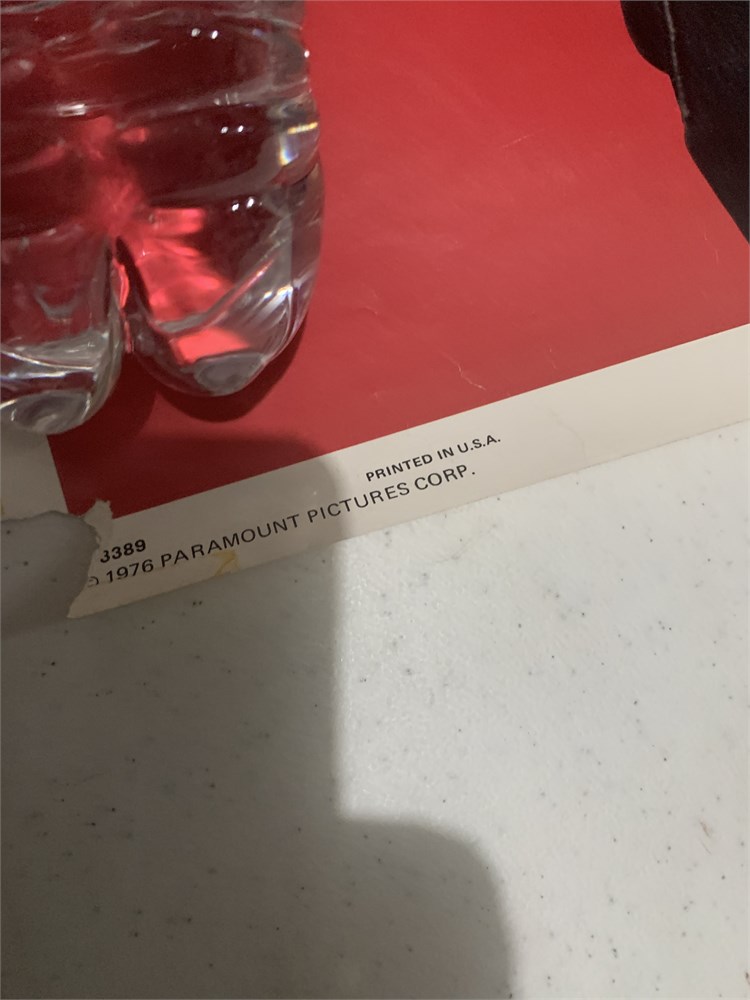 PRINTED IN U.S.A.
3389
© 1976 PARAMOUNT PICTURES CORP.